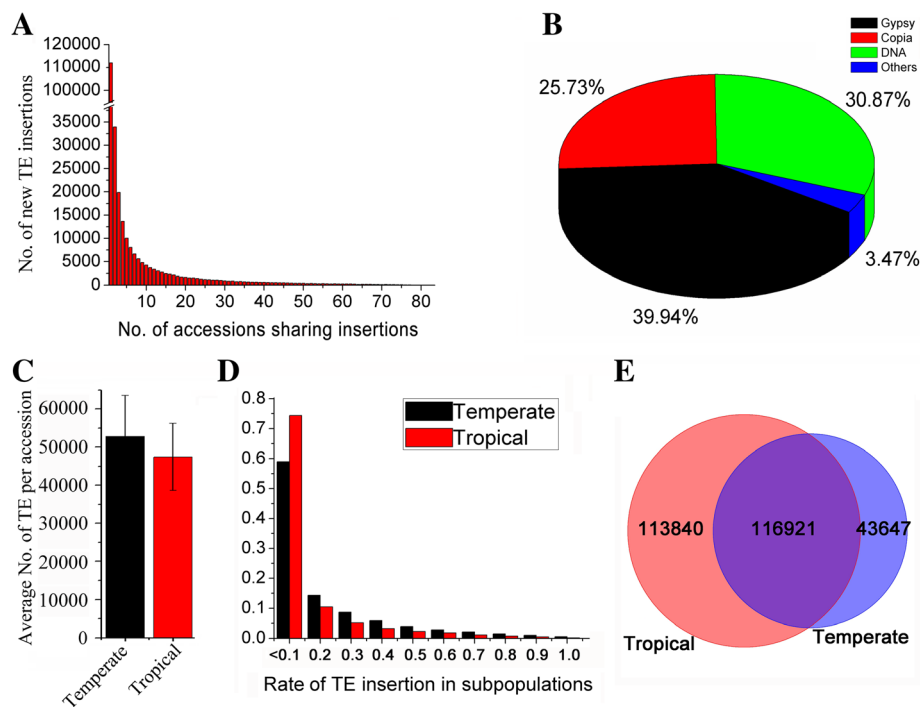 A
No. of new TE insertions
120000
110000
100000
35000
30000
25000
20000
15000
10000
5000
0
10 20 30 40 50 60 70 80
No. of accessions sharing insertions
B
Gypsy
Copia
DNA
Others
25.73%
30.87%
3.47%
39.94%
C
Average No. of TE per accession
60000
50000
40000
30000
20000
10000
0
Temperate
Tropical
D
0.8
0.7
0.6
0.5
0.4
0.3
0.2
0.1
0.0
Temperate
Tropical
<0.1 0.2 0.3 0.4 0.5 0.6 0.7 0.8 0.9 1.0
Rate of TE insertion in subpopulations
E
113840
116921
43647
Tropical
Temperate